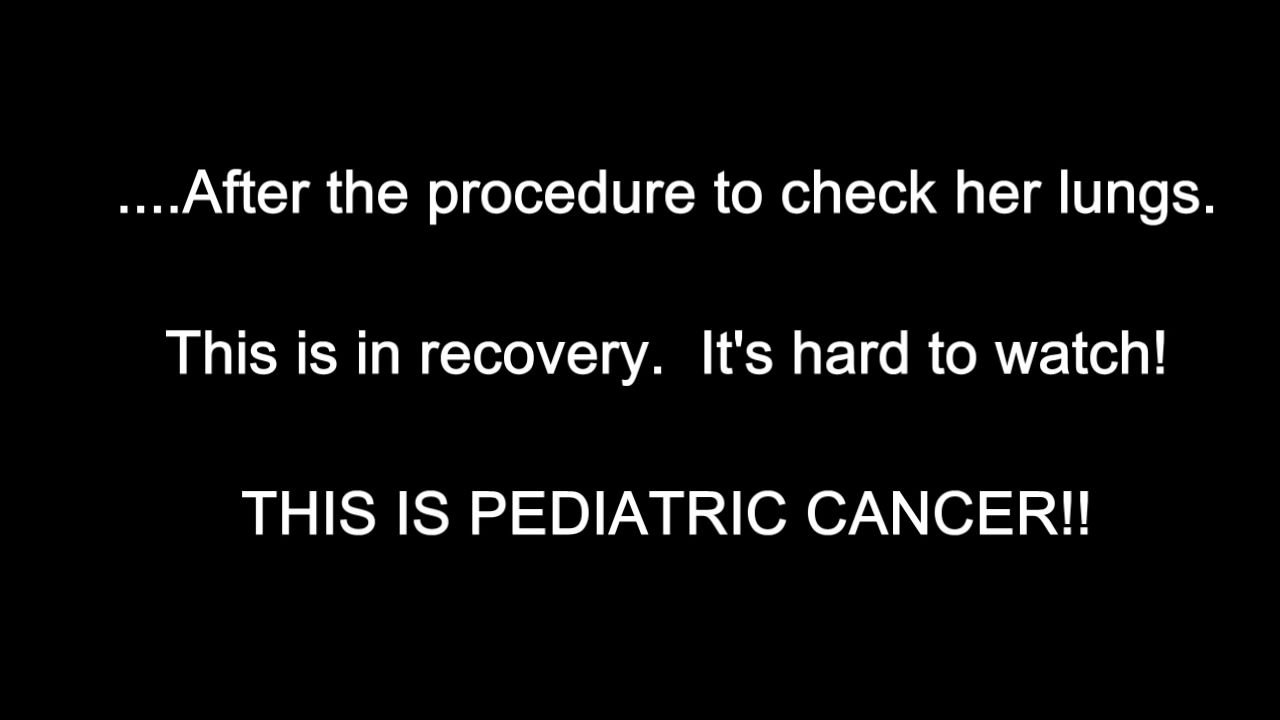 ....After the procedure to check her lungs.
This is in recovery.  It's hard to watch!
THIS IS PEDIATRIC CANCER!!